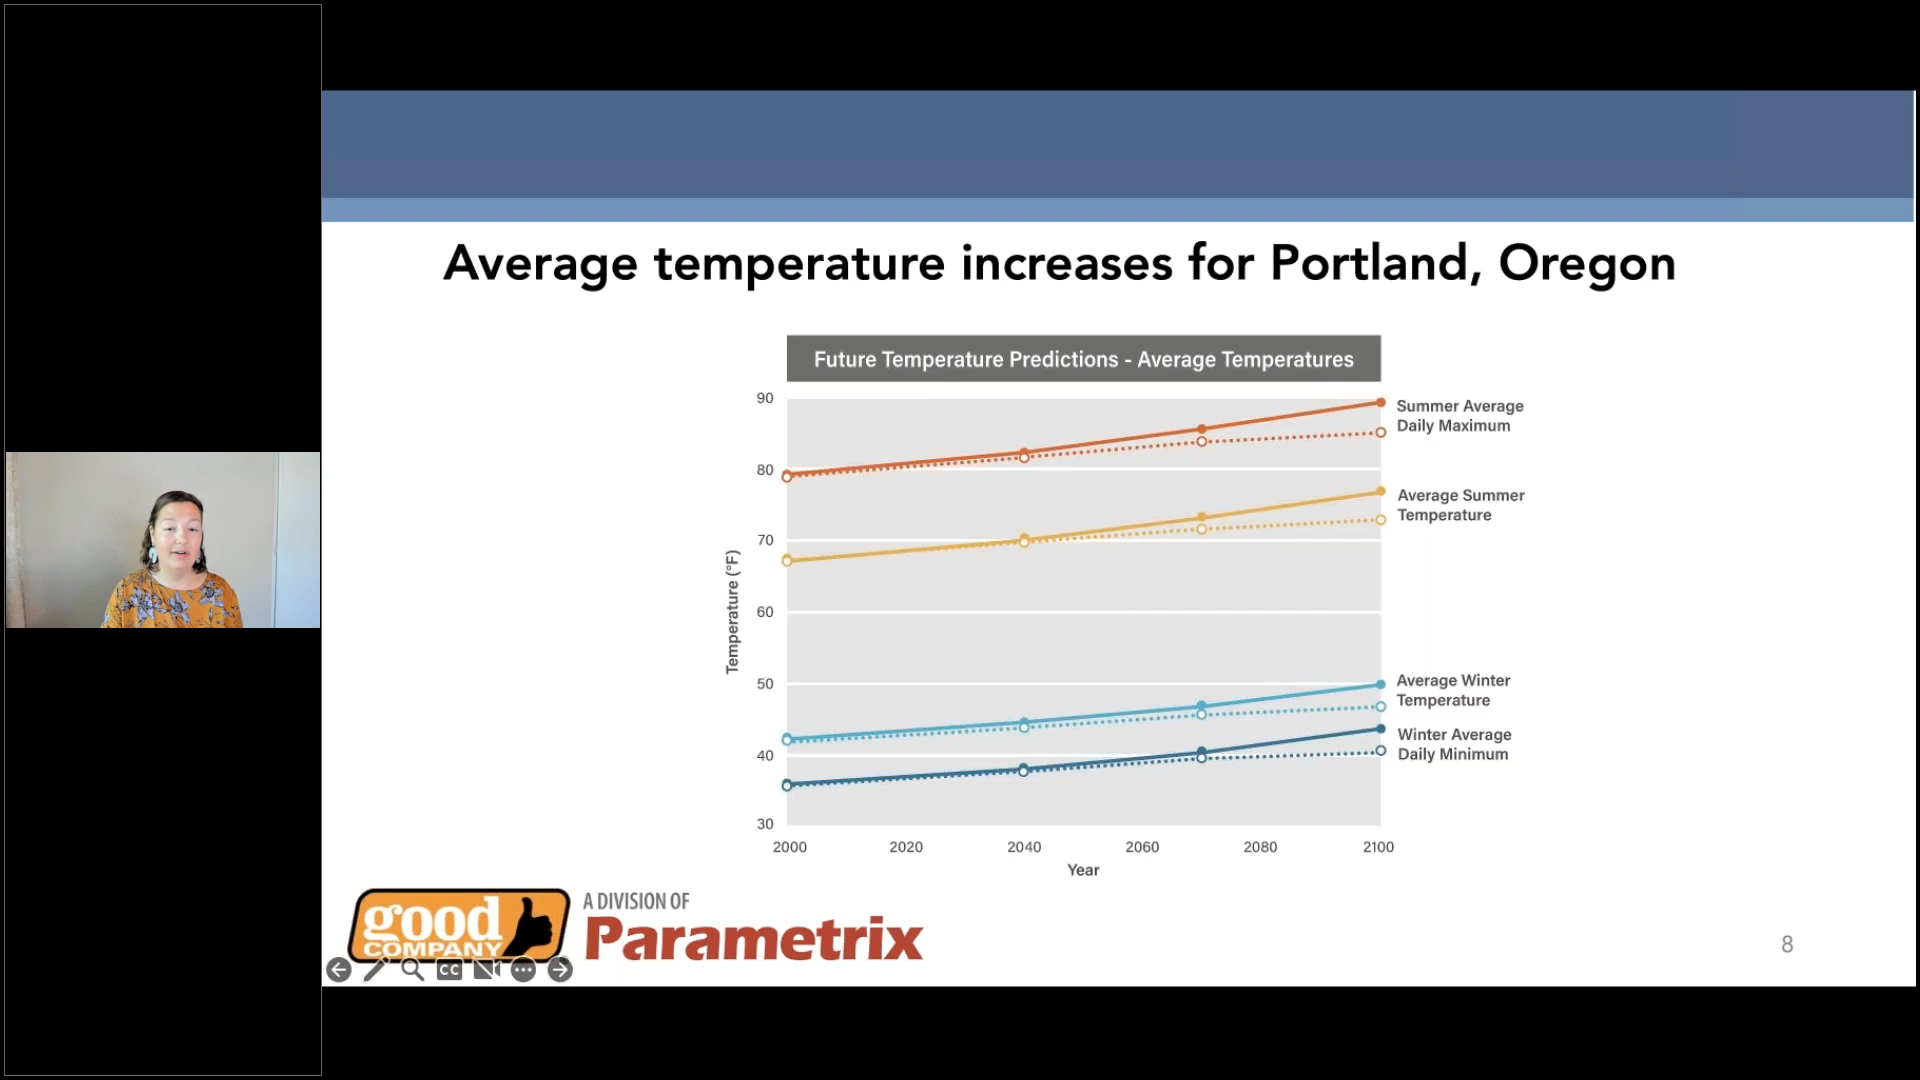 Average temperature increases for Portland, Oregon
Future Temperature Predictions - Average Temperatures
90
80
70
60
50
40
30
Temperature (°F)
2000
2020
2040
2060
2080
2100
Year
Summer Average
Daily Maximum
Average Summer
Temperature
Average Winter
Temperature
Winter Average
Daily Minimum
good
COMPANY
A DIVISION OF
Parametrix
CC
8